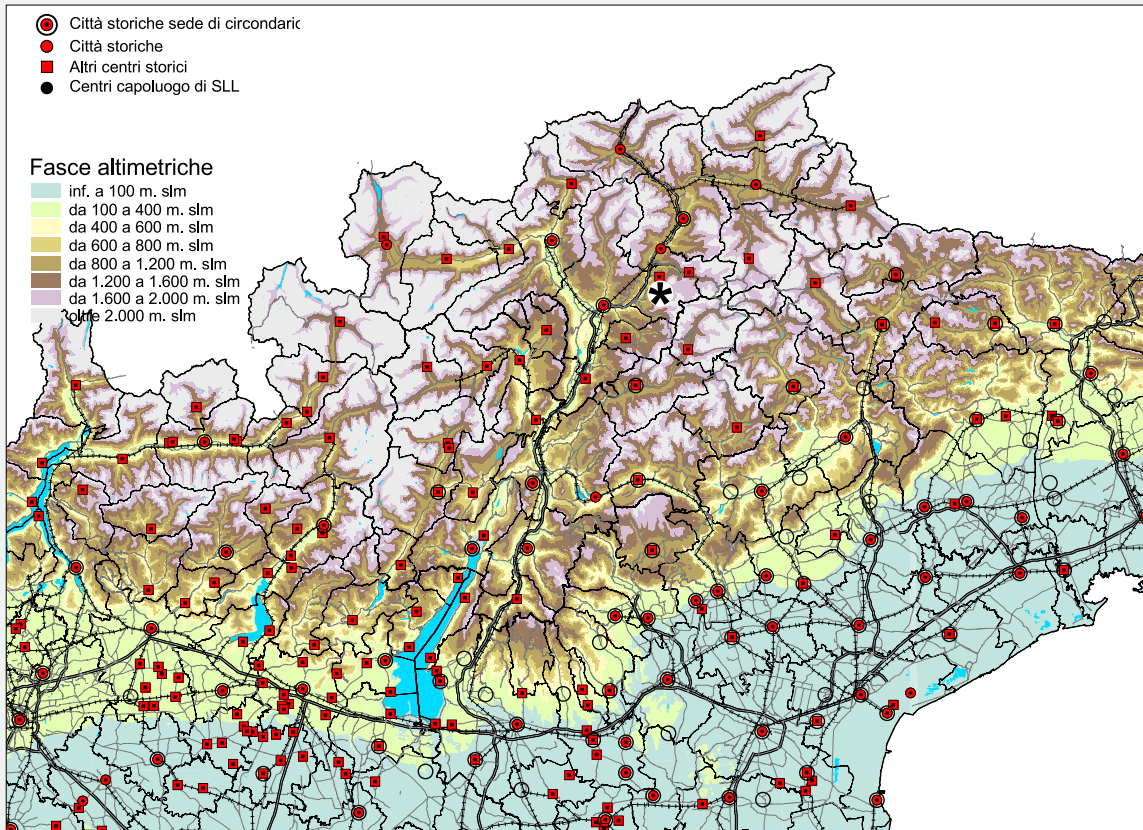 Città storiche sede di circondario
Città storiche
Altri centri storici
Centri capoluogo di SLL
Fasce altimetriche
inf. a 100 m. slm
da 100 a 400 m. slm
da 400 a 600 m. slm
da 600 a 800 m. slm
da 800 a 1.200 m. slm
da 1.200 a 1.600 m. slm
da 1.600 a 2.000 m. slm
oltre 2.000 m. slm
*